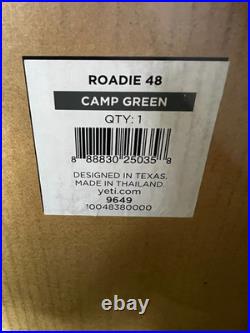 ROADIE 48
CAMP GREEN
QTY: 1
8 88830 25035 8
DESIGNED IN TEXAS.
MADE IN THAILAND.
yeti.com
9649
10048380000